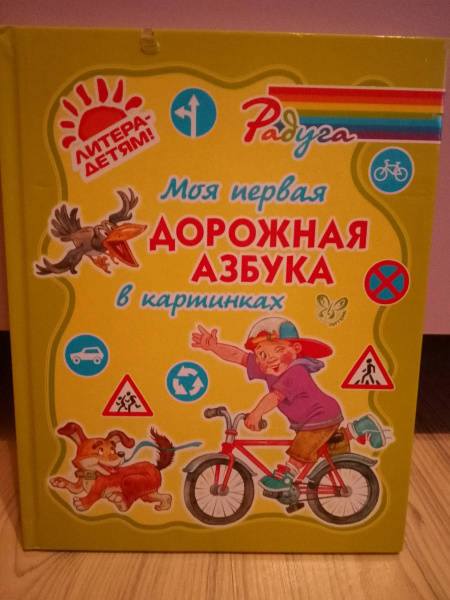 ЛИТЕРА-
ДЕТЯМ!
Радуга
Моя первая
ДОРОЖНАЯ
АЗБУКА
в картинках